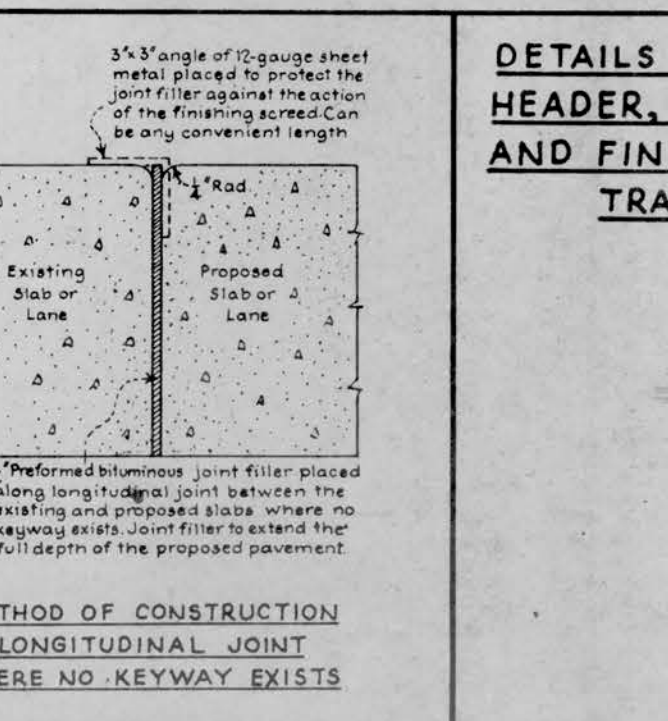 3"x 3" angle of 12-gauge sheet
metal placed to protect the
joint filler against the action
of the finishing screed. Can
be any convenient length
1/4" Rad.
Existing
Slab or
Lane
Proposed
Slab or
Lane
"Preformed bituminous joint filler placed
along longitudinal joint between the
existing and proposed slabs where no
keyway exists. Joint filler to extend the
full depth of the proposed pavement.
THOD OF CONSTRUCTION
LONGITUDINAL JOINT
ERE NO KEYWAY EXISTS
DETAILS
HEADER,
AND FIN
TRA